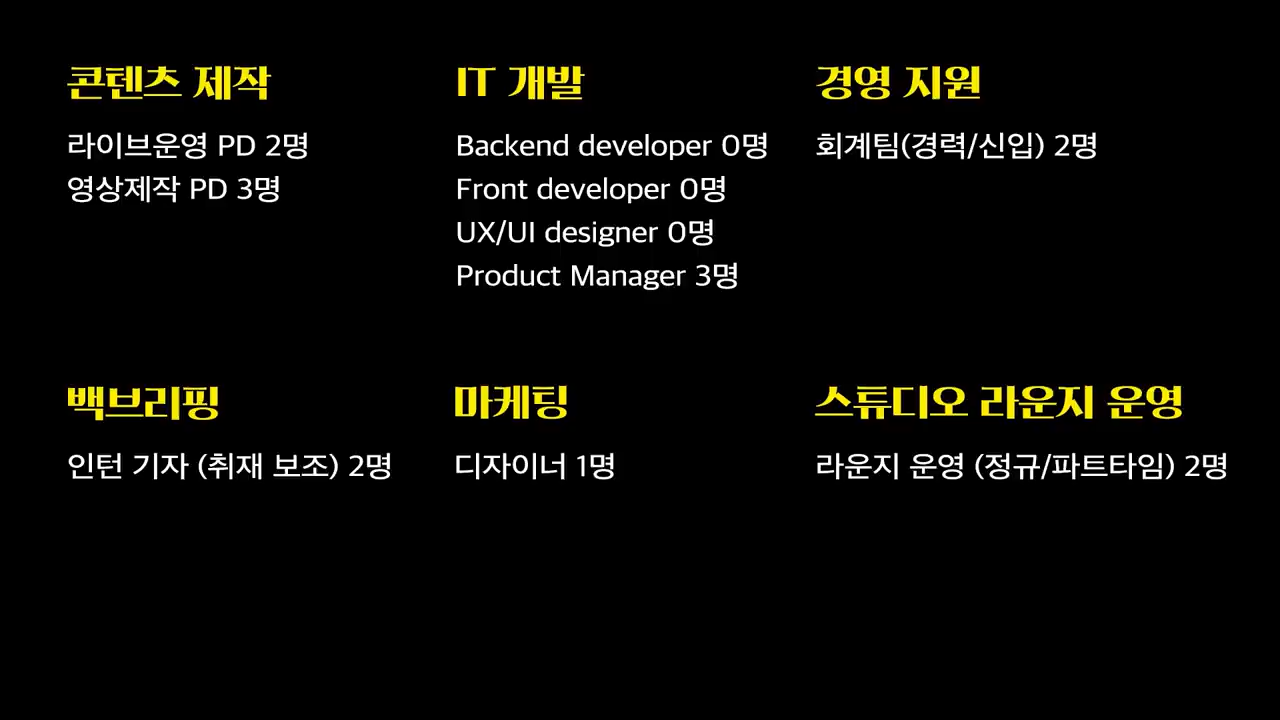 콘텐츠 제작
라이브운영 PD 2명
영상제작 PD 3명
IT 개발
Backend developer 0명
Front developer 0명
UX/UI designer 0명
Product Manager 3명
경영 지원
회계팀(경력/신입) 2명
백브리핑
인턴 기자 (취재 보조) 2명
마케팅
디자이너 1명
스튜디오 라운지 운영
라운지 운영 (정규/파트타임) 2명